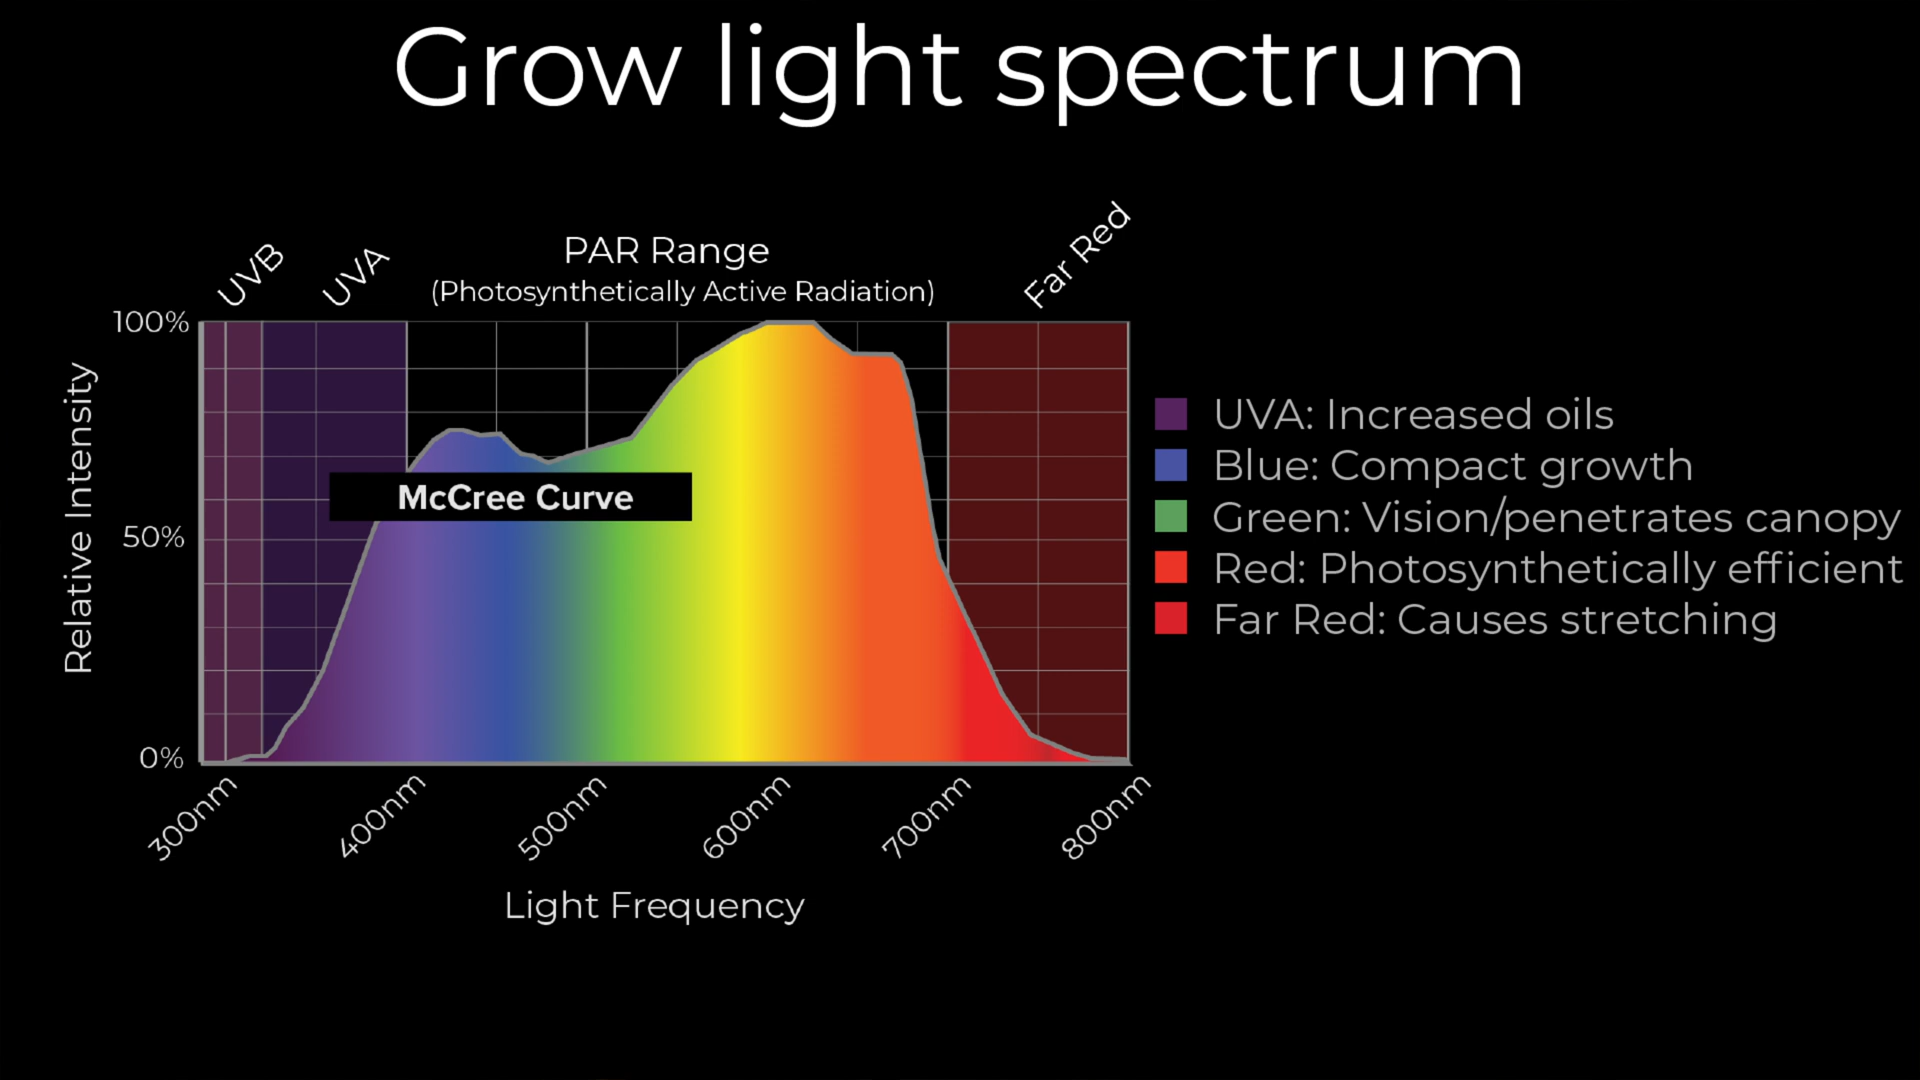 Grow light spectrum
UVB
UVA
PAR Range
(Photosynthetically Active Radiation)
Far Red
100%
50%
0%
Relative Intensity
McCree Curve
300nm
400nm
500nm
600nm
700nm
800nm
Light Frequency
UVA: Increased oils
Blue: Compact growth
Green: Vision/penetrates canopy
Red: Photosynthetically efficient
Far Red: Causes stretching